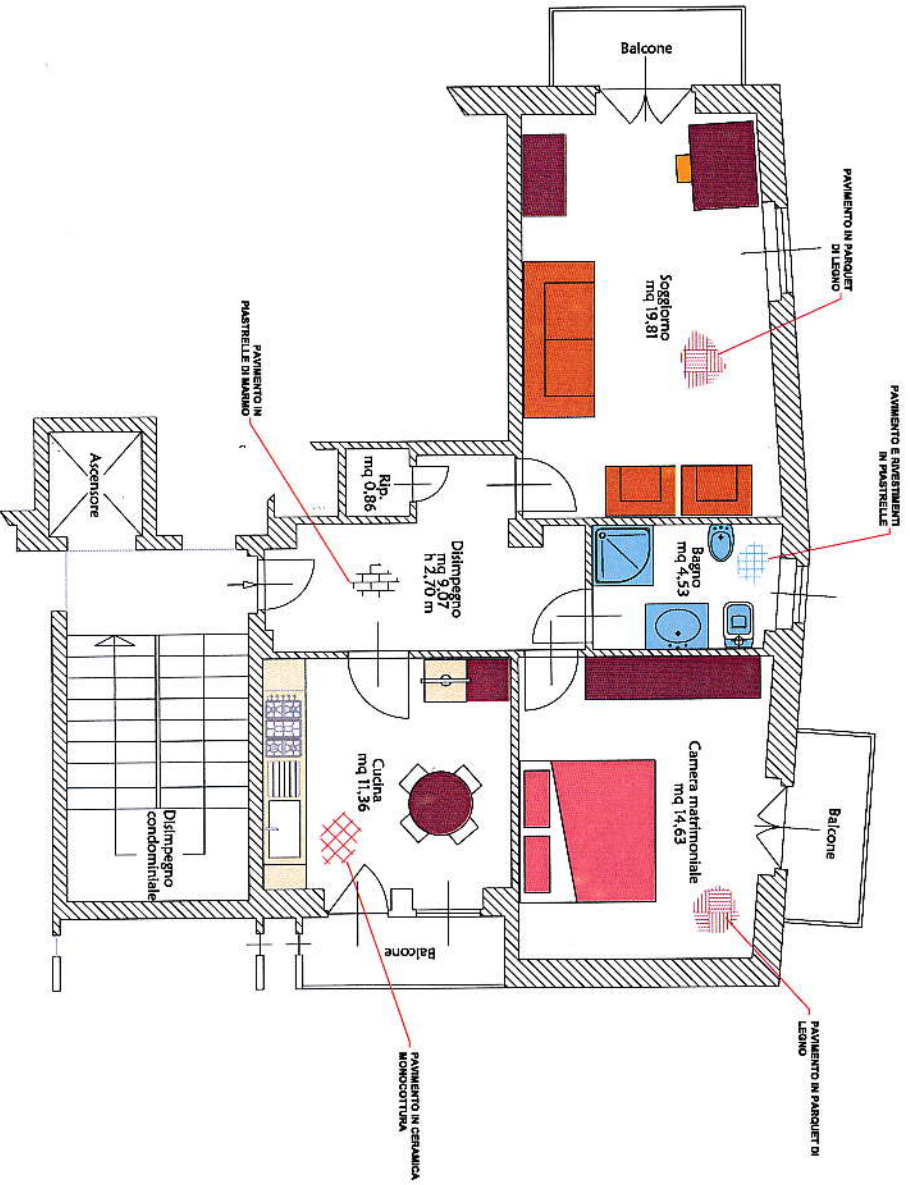 Balcone
PAVIMENTO IN PARQUET
DI LEGNO
Soggiorno
mq 19,81
PAVIMENTO E RIVESTIMENTI
IN PIASTRELLE
PAVIMENTO IN
PIASTRELLE DI MARMO
Rip.
mq 0,86
Ascensore
Disimpegno
mq 9,07
h 2,70 m
Bagno
mq 4,53
Camera matrimoniale
mq 14,63
Balcone
Cucina
mq 11,36
Disimpegno
condominiale
Balcone
PAVIMENTO IN PARQUET DI
LEGNO
PAVIMENTO IN CERAMICA
MONOCOTTURA